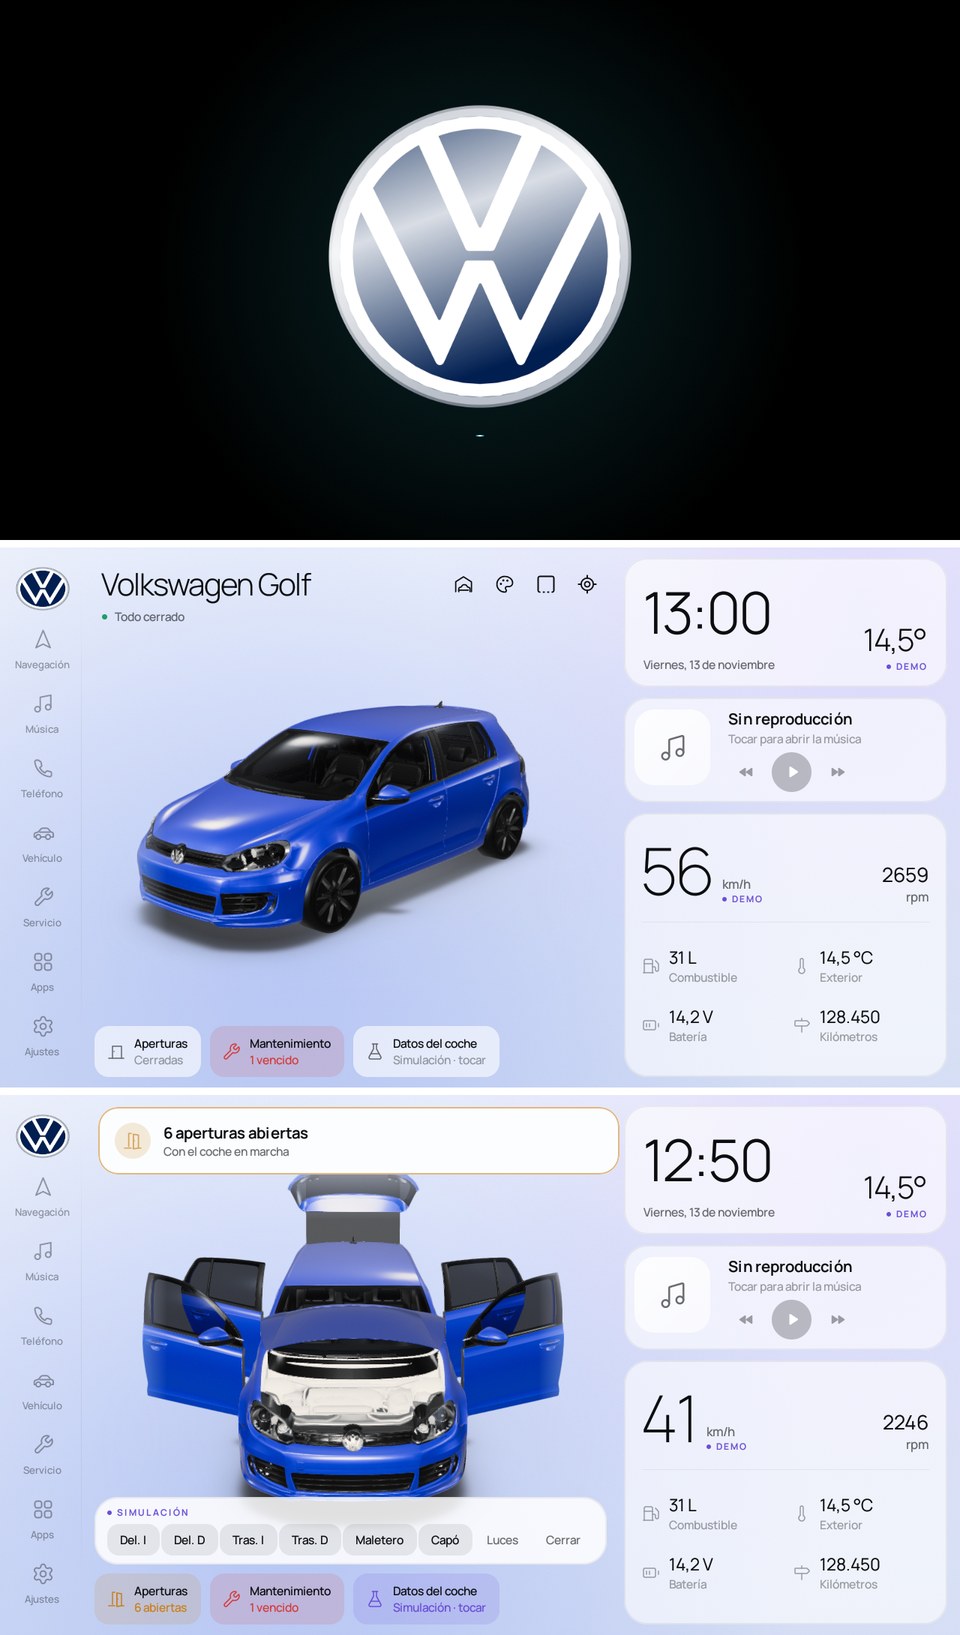 Volkswagen Golf
Todo cerrado
Navegación
Música
Teléfono
Vehículo
Servicio
Apps
Ajustes
Aperturas
Cerradas
Mantenimiento
1 vencido
Datos del coche
Simulación · tocar
13:00
14,5°
Viernes, 13 de noviembre
DEMO
Sin reproducción
Tocar para abrir la música
56 km/h
DEMO
2659
rpm
31 L
Combustible
14,5 °C
Exterior
14,2 V
Batería
128.450
Kilómetros
6 aperturas abiertas
Con el coche en marcha
Navegación
Música
Teléfono
Vehículo
Servicio
Apps
Ajustes
SIMULACIÓN
Del. I
Del. D
Tras. I
Tras. D
Maletero
Capó
Luces
Cerrar
Aperturas
6 abiertas
Mantenimiento
1 vencido
Datos del coche
Simulación · tocar
12:50
14,5°
Viernes, 13 de noviembre
DEMO
Sin reproducción
Tocar para abrir la música
41 km/h
DEMO
2246
rpm
31 L
Combustible
14,5 °C
Exterior
14,2 V
Batería
128.450
Kilómetros